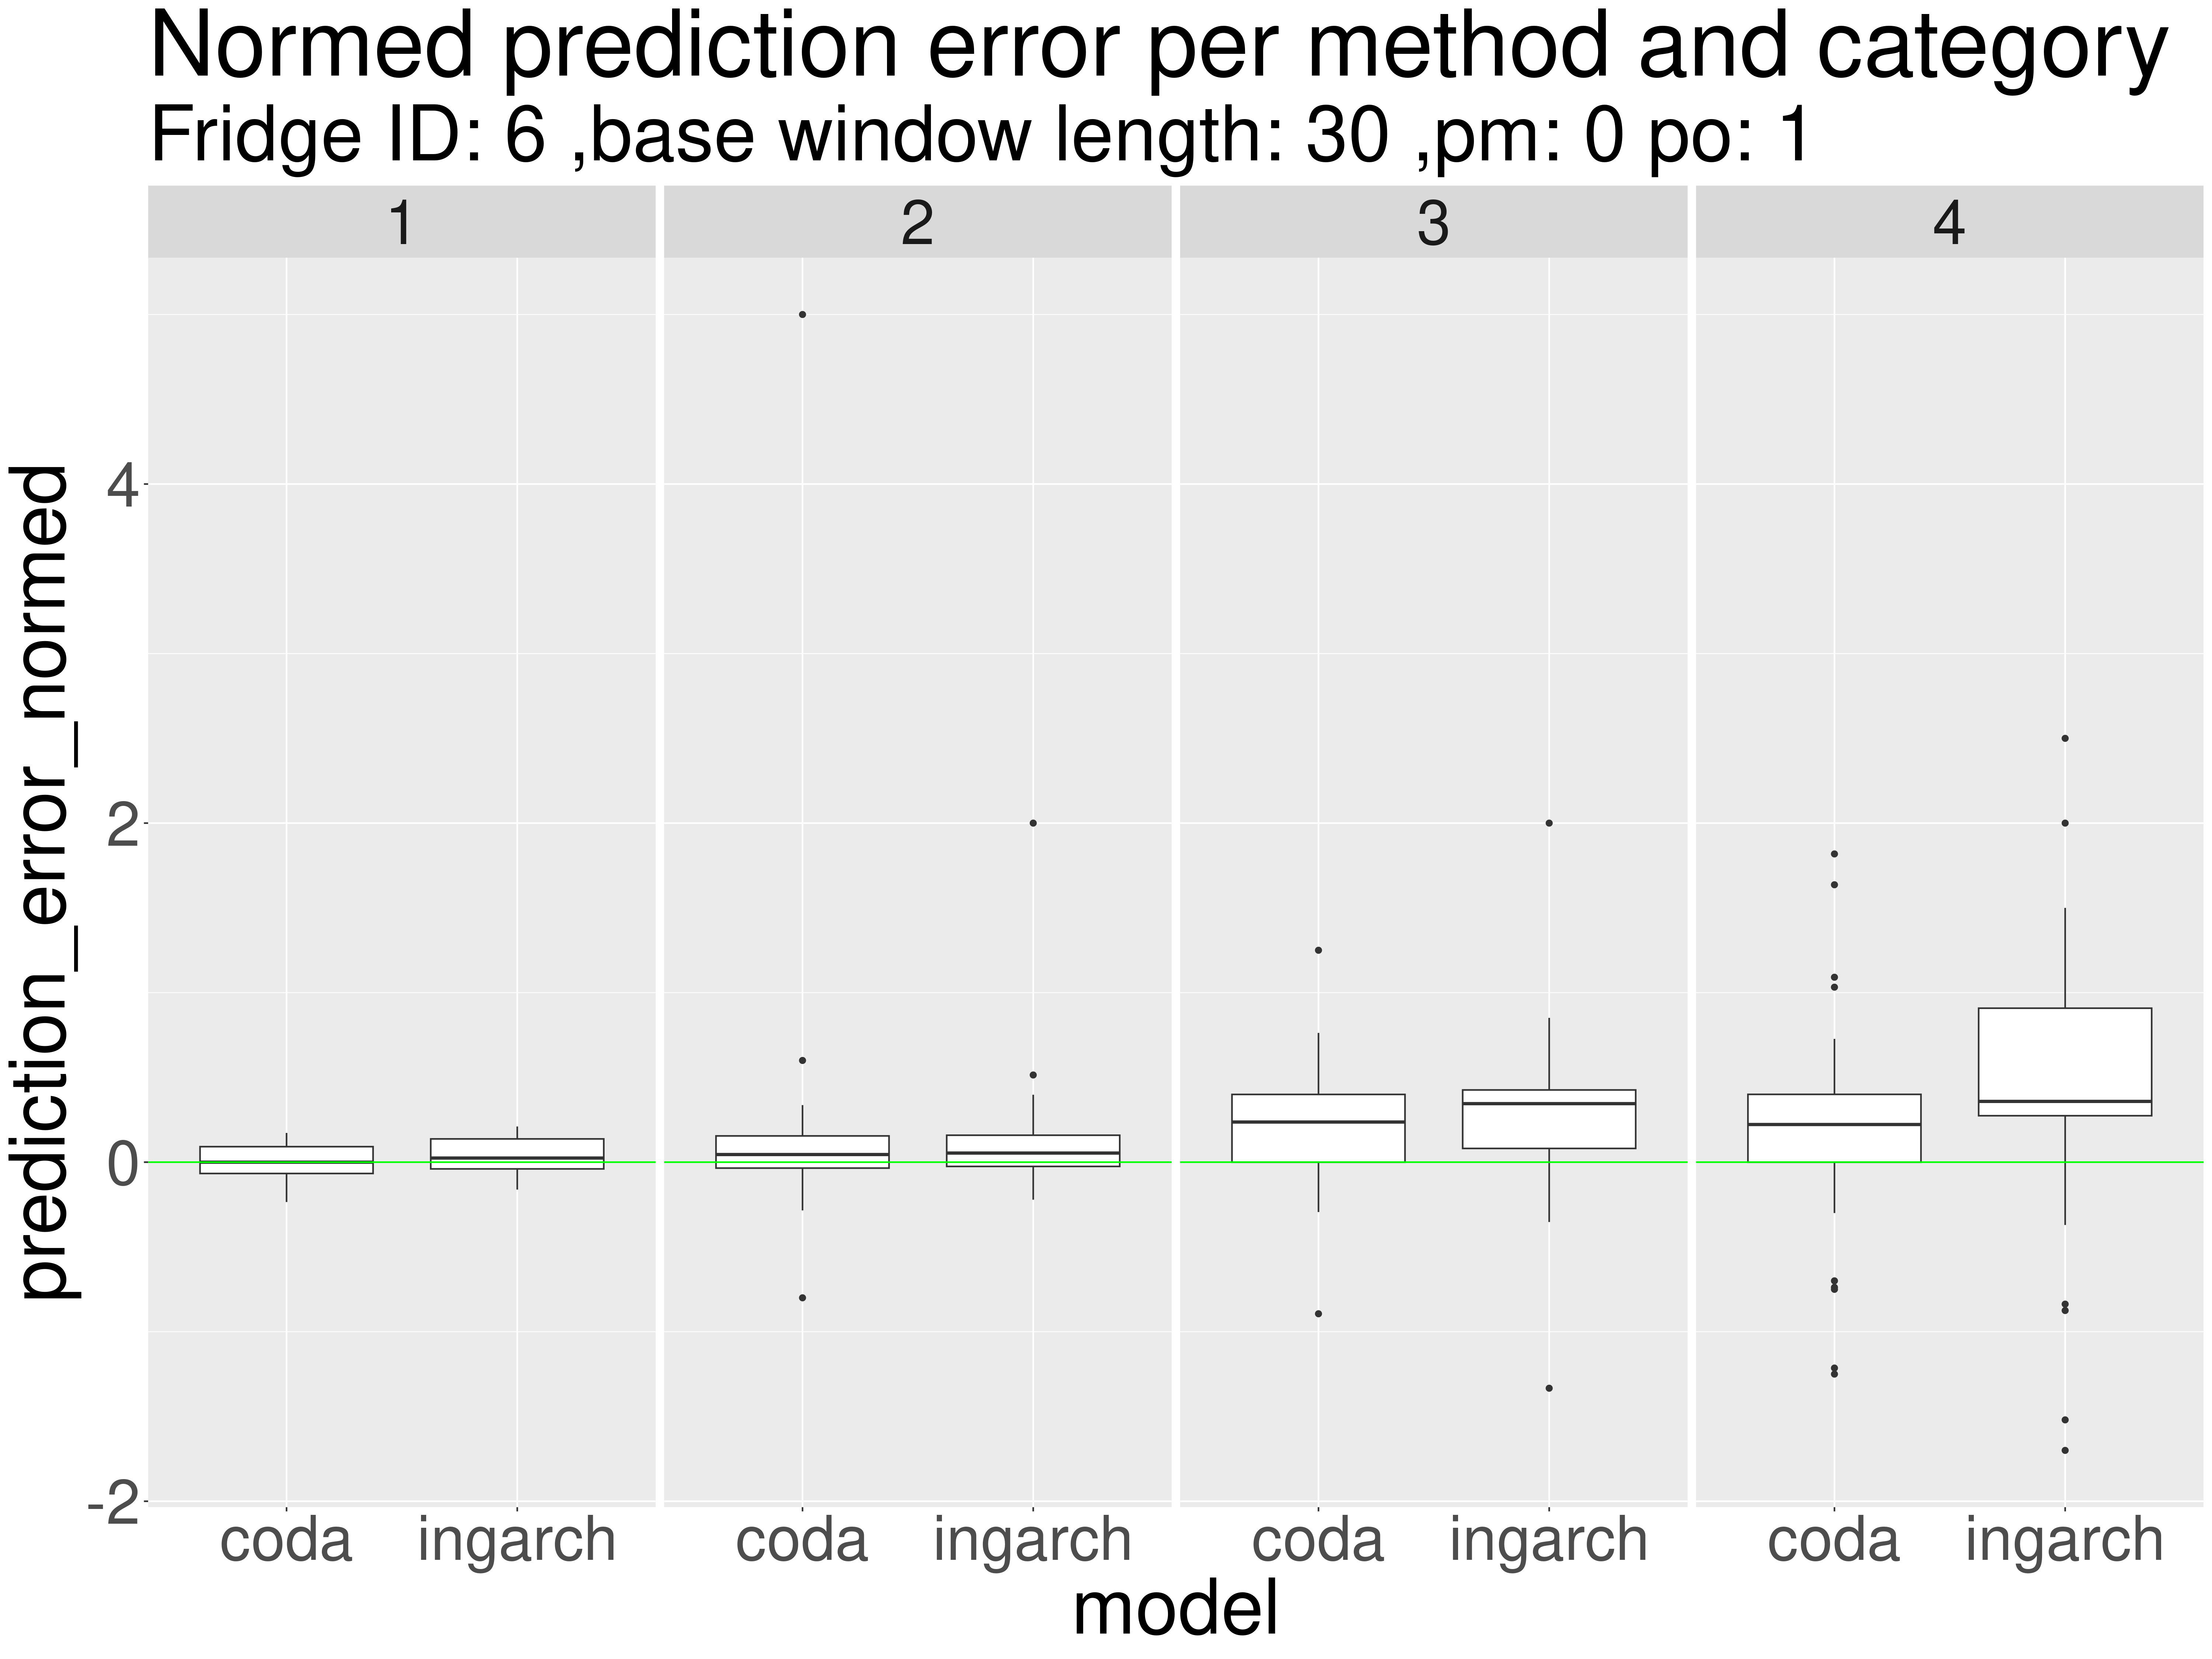 Normed prediction error per method and category
Fridge ID: 6 ,base window length: 30 ,pm: 0 po: 1
1 2 3 4
prediction_error_normed
4
2
0
-2
coda ingarch coda ingarch coda ingarch coda ingarch
model